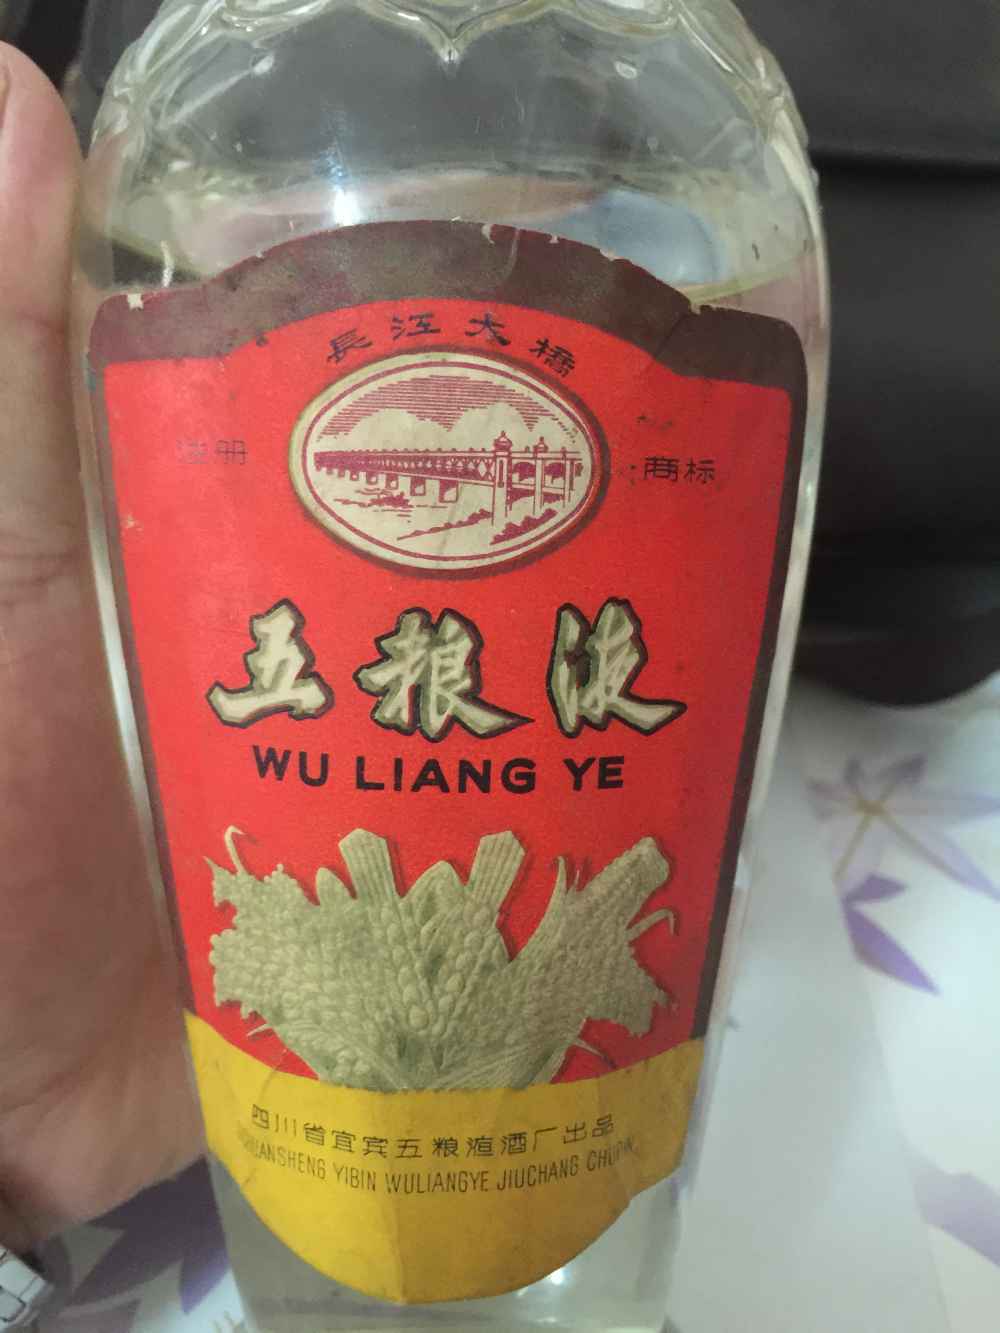 長江大橋
注册 商标
五粮液
WU LIANG YE
四川省宜宾五粮液酒厂出品
YIBIN WULIANGYE JIUCHANG